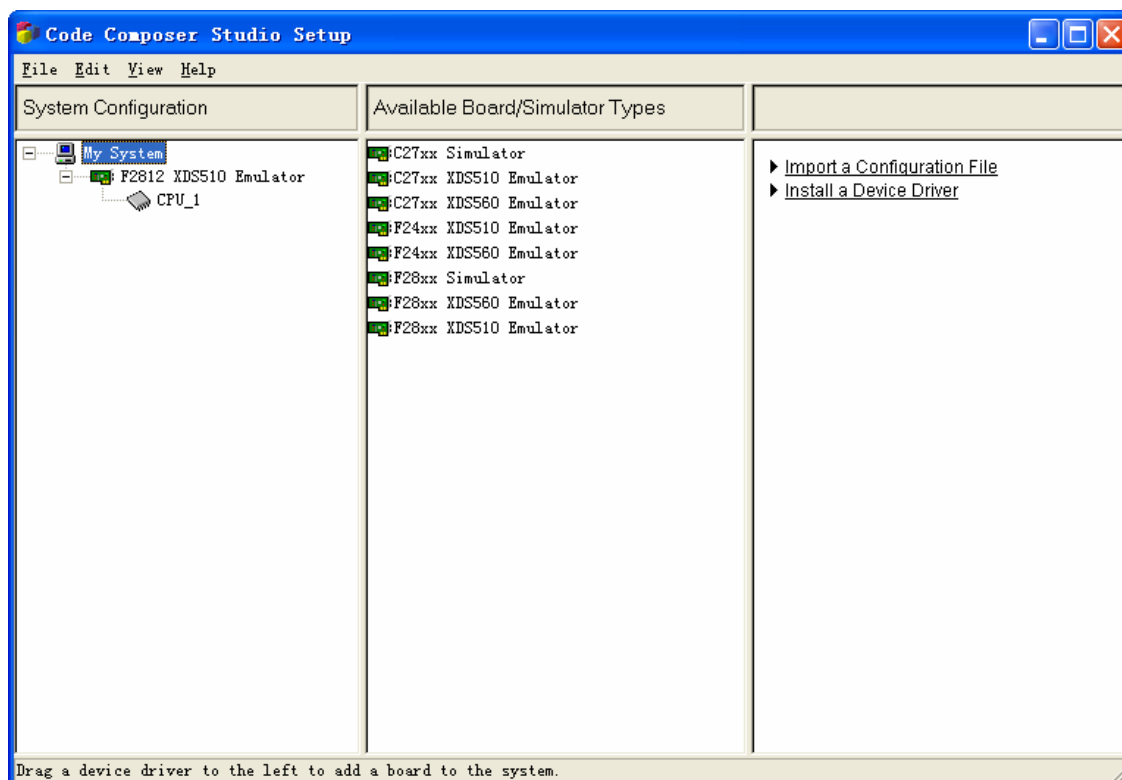 Code Composer Studio Setup
File Edit View Help
System Configuration
Available Board/Simulator Types
My System
F2812 XDS510 Emulator
CPU_1
C27xx Simulator
C27xx XDS510 Emulator
C27xx XDS560 Emulator
F24xx XDS510 Emulator
F24xx XDS560 Emulator
F28xx Simulator
F28xx XDS560 Emulator
F28xx XDS510 Emulator
Import a Configuration File
Install a Device Driver
Drag a device driver to the left to add a board to the system.